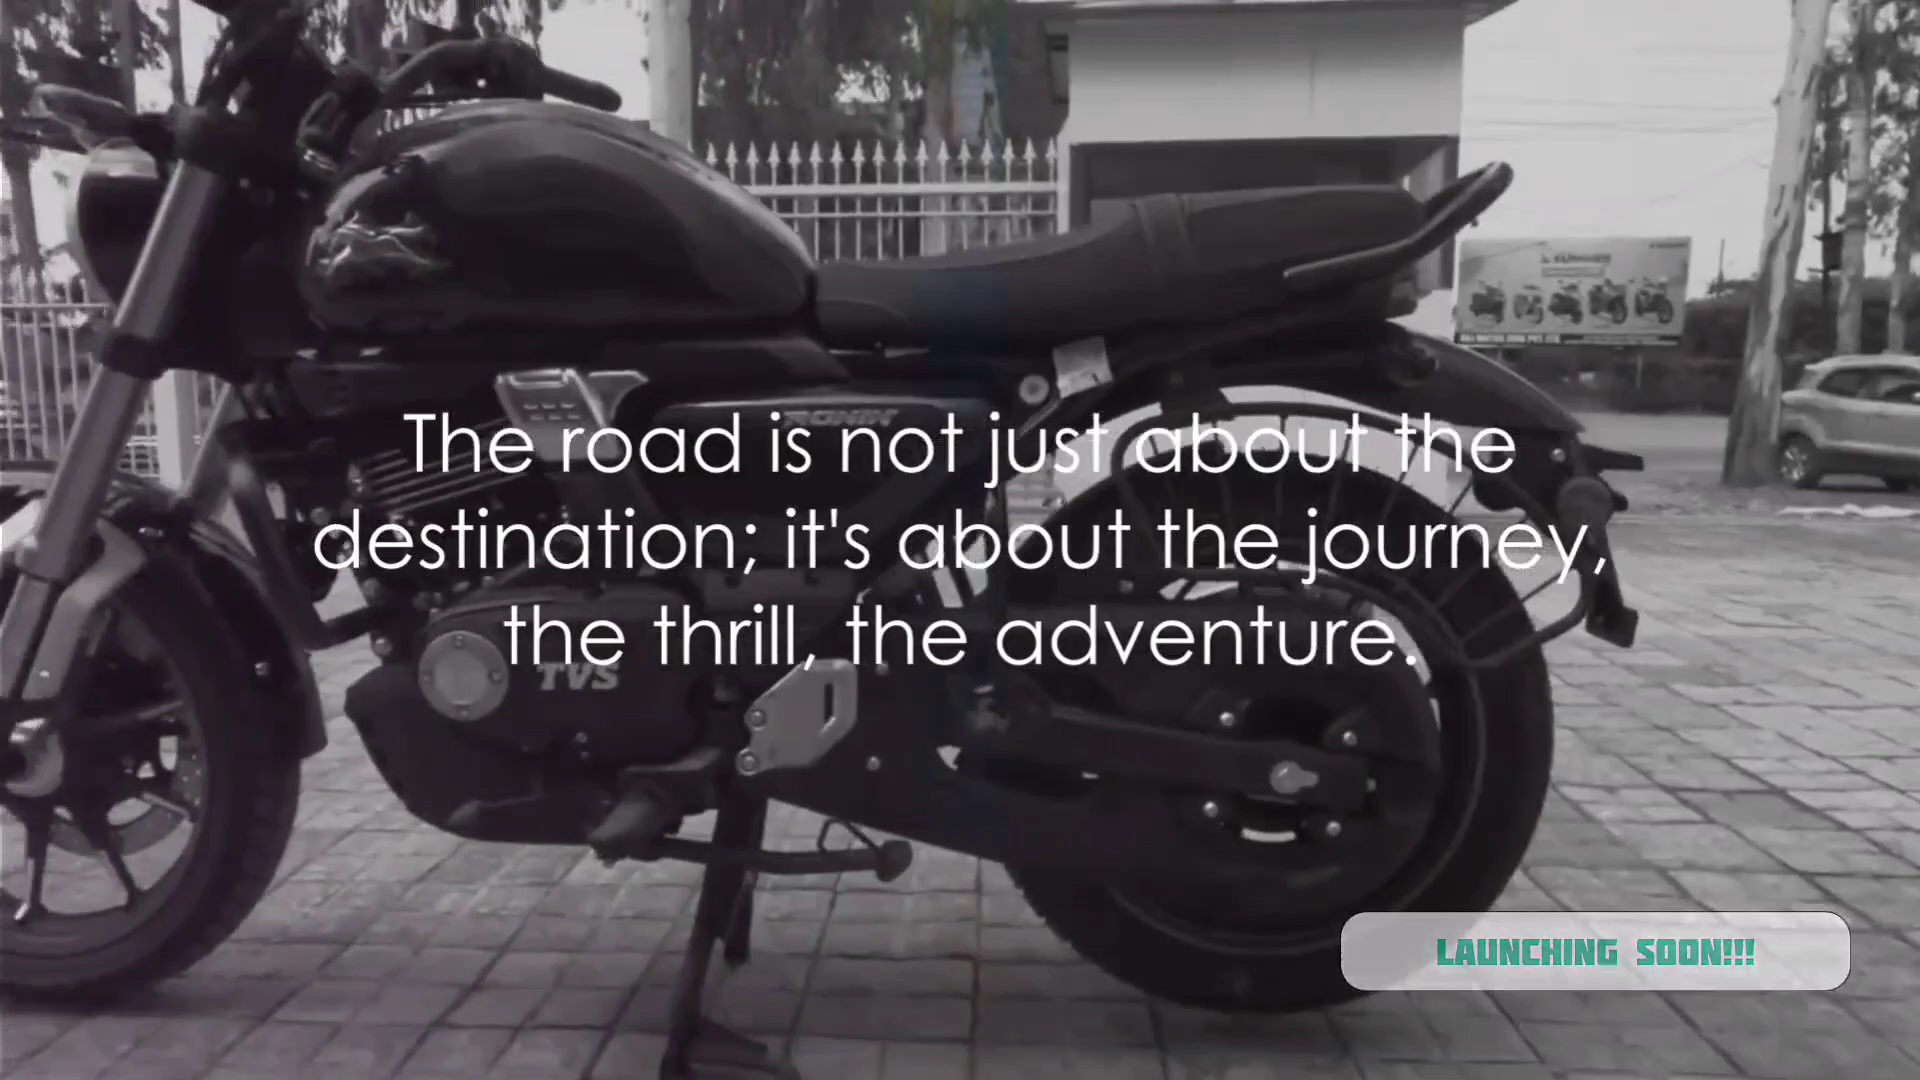 RONIN
The road is not just about the
destination; it's about the journey,
the thrill, the adventure.
TVS
LAUNCHING SOON!!!